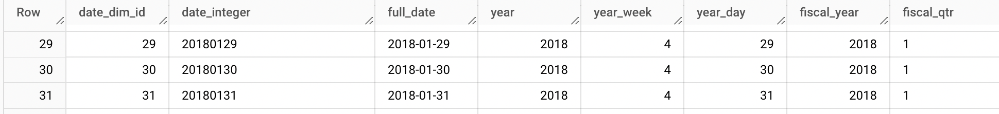 Row date_dim_id date_integer full_date year year_week year_day fiscal_year fiscal_qtr
29 29 20180129 2018-01-29 2018 4 29 2018 1
30 30 20180130 2018-01-30 2018 4 30 2018 1
31 31 20180131 2018-01-31 2018 4 31 2018 1